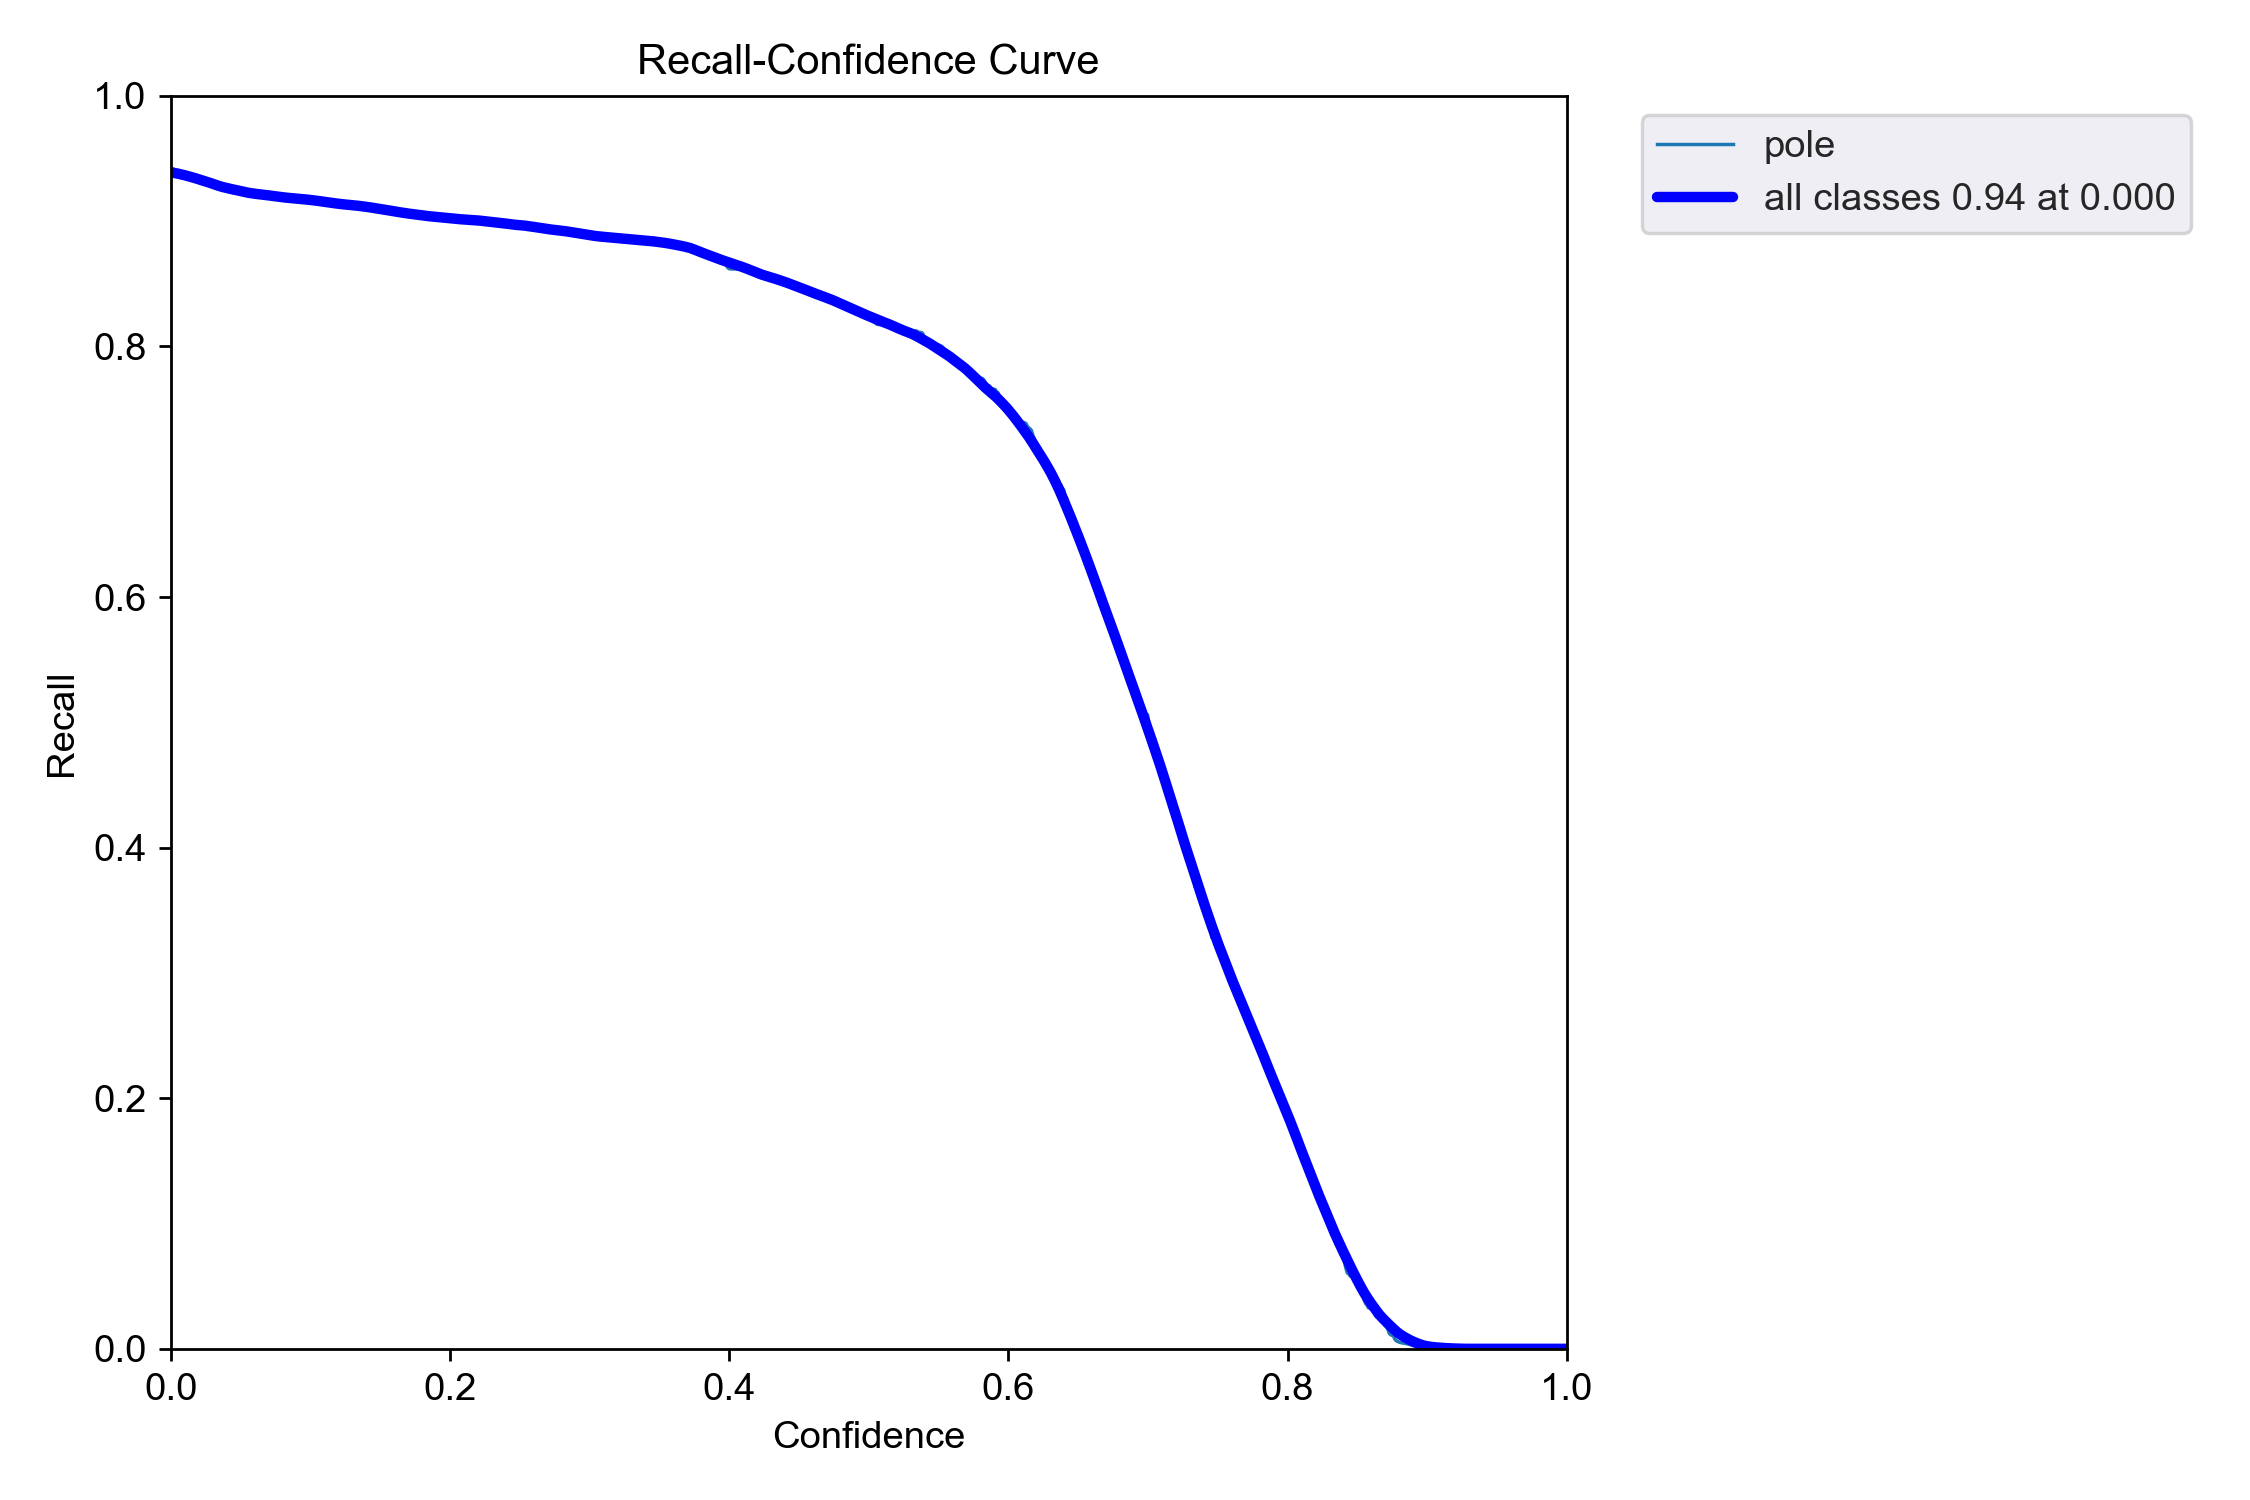 Recall-Confidence Curve
1.0
0.8
0.6
0.4
0.2
0.0
Recall
0.0 0.2 0.4 0.6 0.8 1.0
Confidence
pole
all classes 0.94 at 0.000